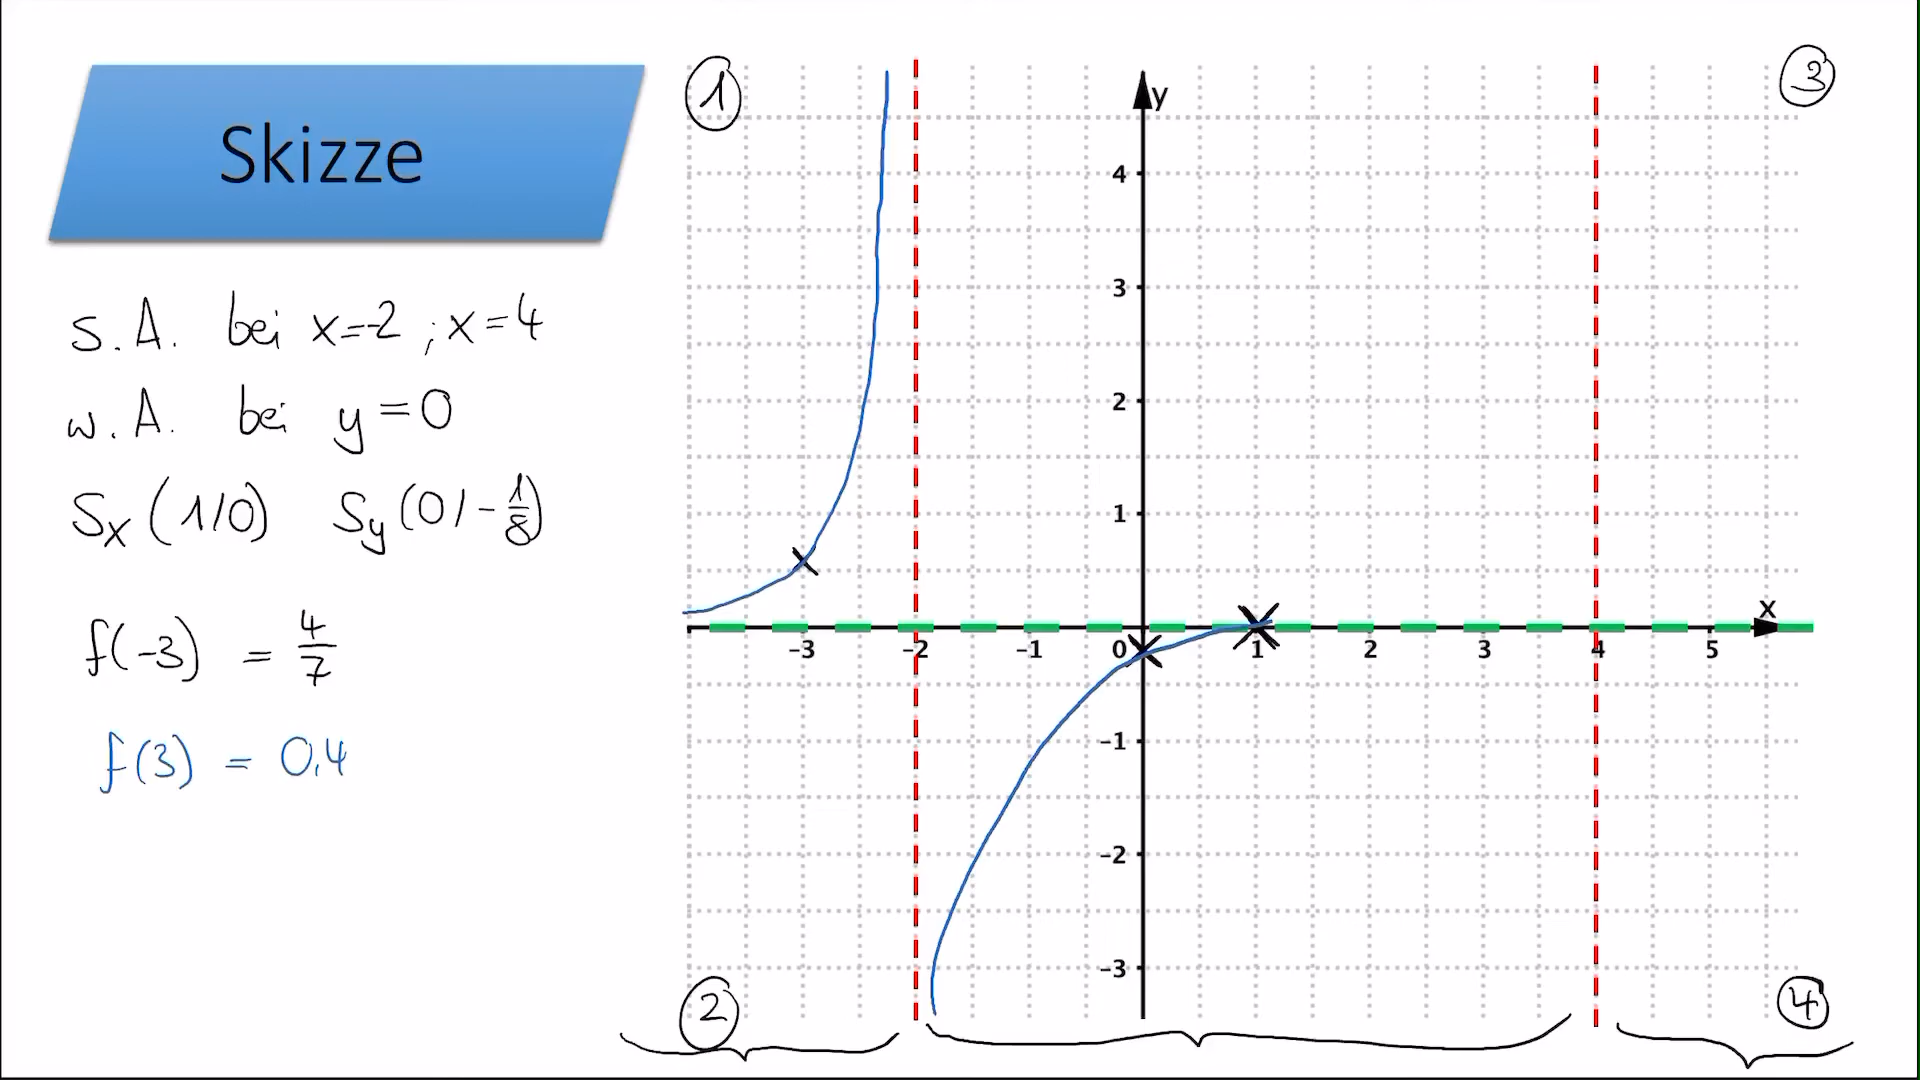 Skizze
s.A. bei x=-2 ; x=4
w.A. bei y=0
Sx (1/0) Sy (0/-1/8)
f(-3) = 4/7
f(3) = 0,4
1
3
y
4
3
2
1
x
-3 -2 -1 0 1 2 3 4 5
-1
-2
-3
2
4